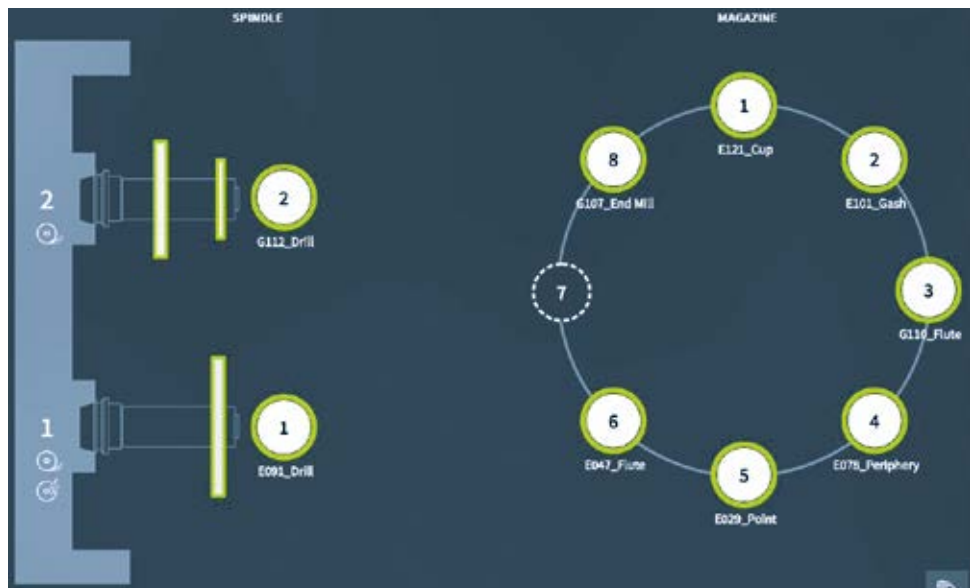 SPINDLE
MAGAZINE
2
2
G112_Drill
1
1
E091_Drill
1
E121_Cup
2
E101_Gash
3
G110_Flute
4
E078_Periphery
5
E029_Point
6
E047_Flute
7
8
G107_End Mill